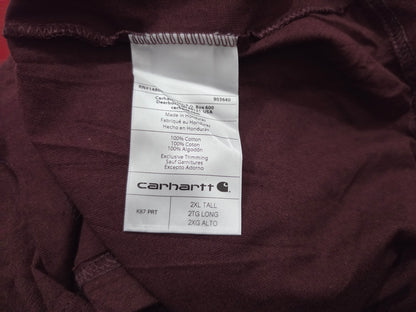 Made in Honduras
Fabriqué au Honduras
Hecho en Honduras
100% Cotton
100% Coton
100% Algodón
Exclusive Trimming
Sauf Garnitures
Excepto Adorno
carhartt
K87 PRT
2XL TALL
2TG LONG
2XG ALTO